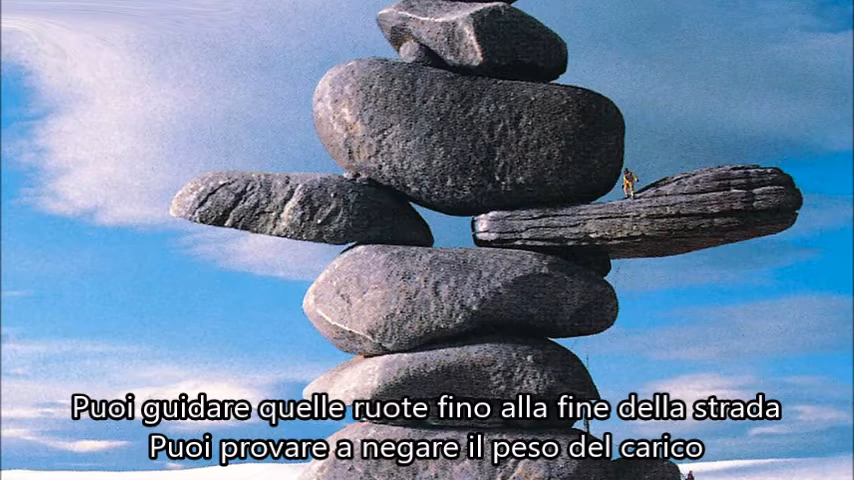 Puoi guidare quelle ruote fino alla fine della strada
Puoi provare a negare il peso del carico